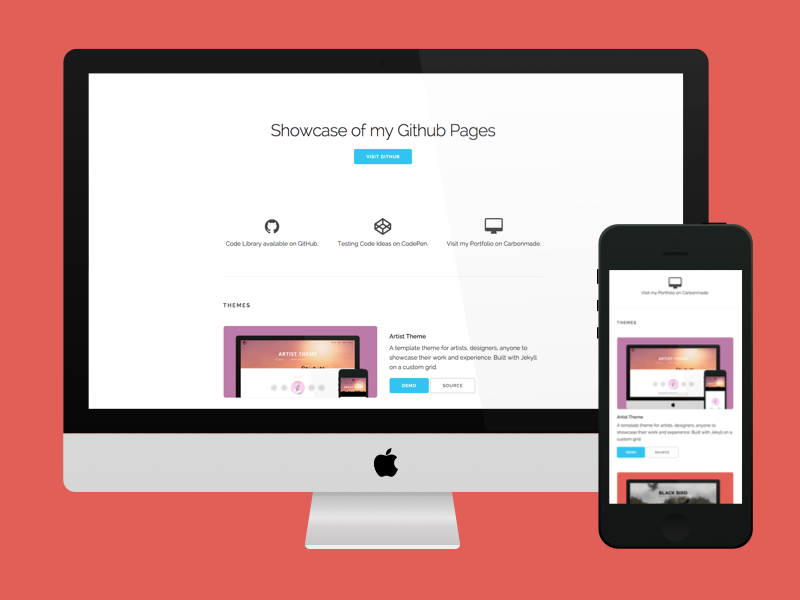 Showcase of my Github Pages
VISIT GITHUB
Code Library available on GitHub.
Testing Code Ideas on CodePen.
Visit my Portfolio on Carbonmade.
THEMES
ARTIST THEME
Artist Theme
A template theme for artists, designers, anyone to
showcase their work and experience. Built with Jekyll
on a custom grid.
DEMO
SOURCE
Visit my Portfolio on Carbonmade.
THEMES
ARTIST THEME
Artist Theme
A template theme for artists, designers, anyone to
showcase their work and experience. Built with Jekyll on a
custom grid.
DEMO
SOURCE
BLACK BIRD